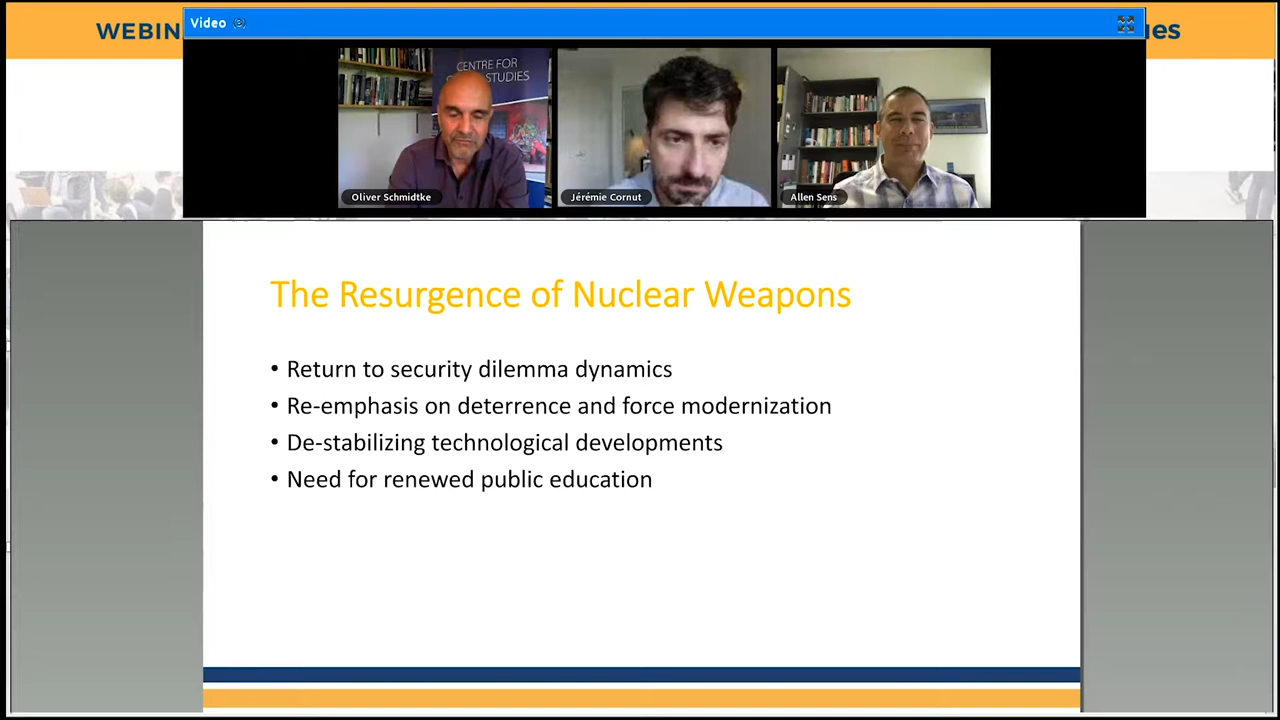 WEBIN
Video (3)
ies
CENTRE FOR
STUDIES
Oliver Schmidtke
Jérémie Cornut
Allen Sens
The Resurgence of Nuclear Weapons
• Return to security dilemma dynamics
• Re-emphasis on deterrence and force modernization
• De-stabilizing technological developments
• Need for renewed public education